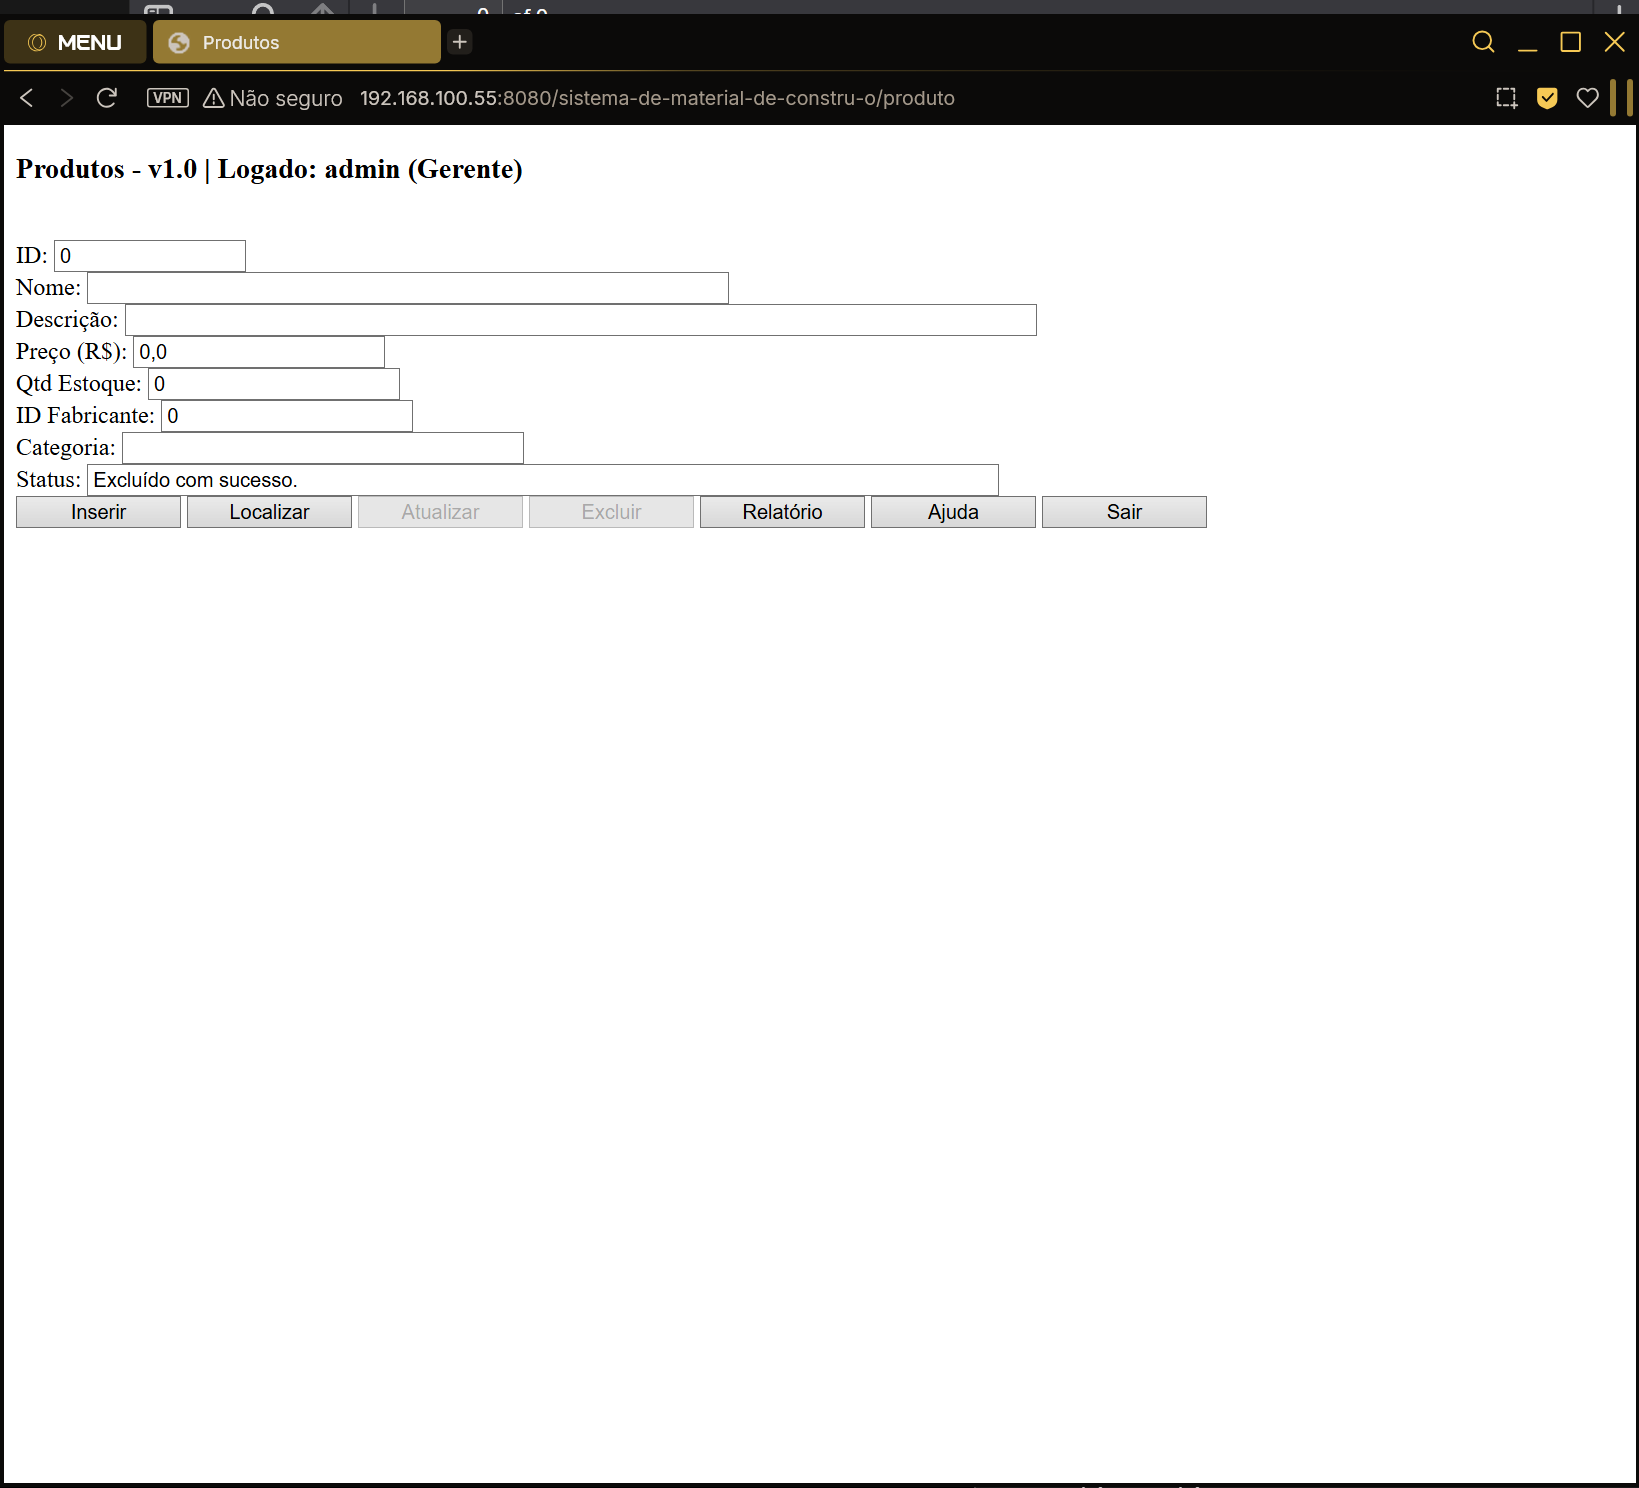 MENU Produtos
VPN Não seguro 192.168.100.55:8080/sistema-de-material-de-constru-o/produto
Produtos - v1.0 | Logado: admin (Gerente)
ID: 0
Nome:
Descrição:
Preço (R$): 0,0
Qtd Estoque: 0
ID Fabricante: 0
Categoria:
Status: Excluído com sucesso.
Inserir Localizar Atualizar Excluir Relatório Ajuda Sair